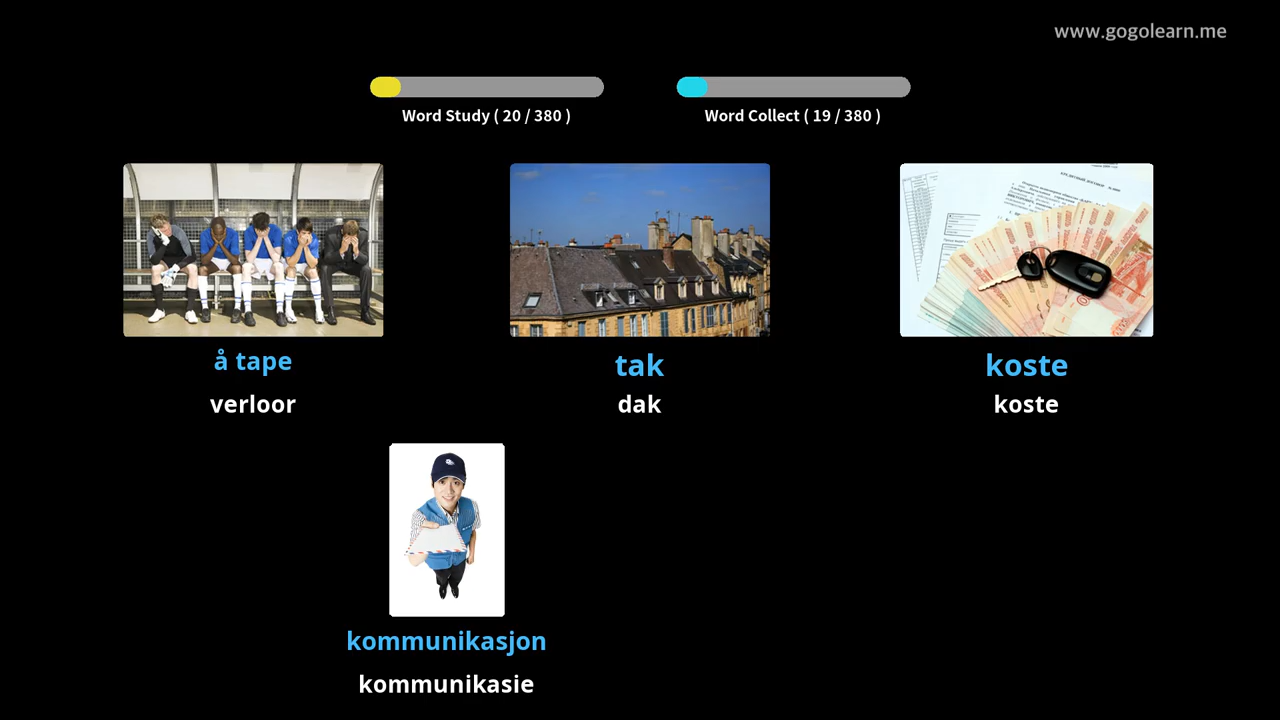 www.gogolearn.me
Word Study ( 20 / 380 )
Word Collect ( 19 / 380 )
å tape
verloor
tak
dak
koste
koste
kommunikasjon
kommunikasie